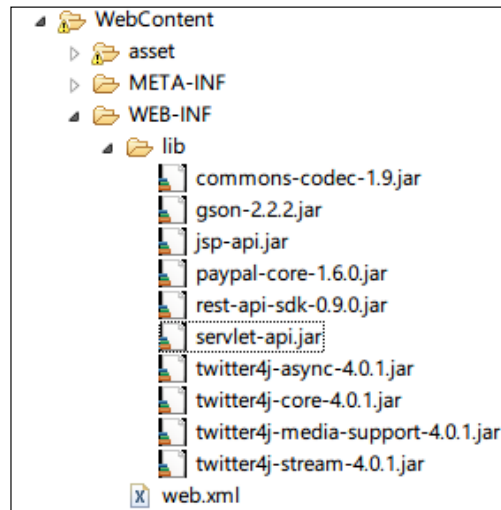 WebContent
asset
META-INF
WEB-INF
lib
commons-codec-1.9.jar
gson-2.2.2.jar
jsp-api.jar
paypal-core-1.6.0.jar
rest-api-sdk-0.9.0.jar
servlet-api.jar
twitter4j-async-4.0.1.jar
twitter4j-core-4.0.1.jar
twitter4j-media-support-4.0.1.jar
twitter4j-stream-4.0.1.jar
X web.xml